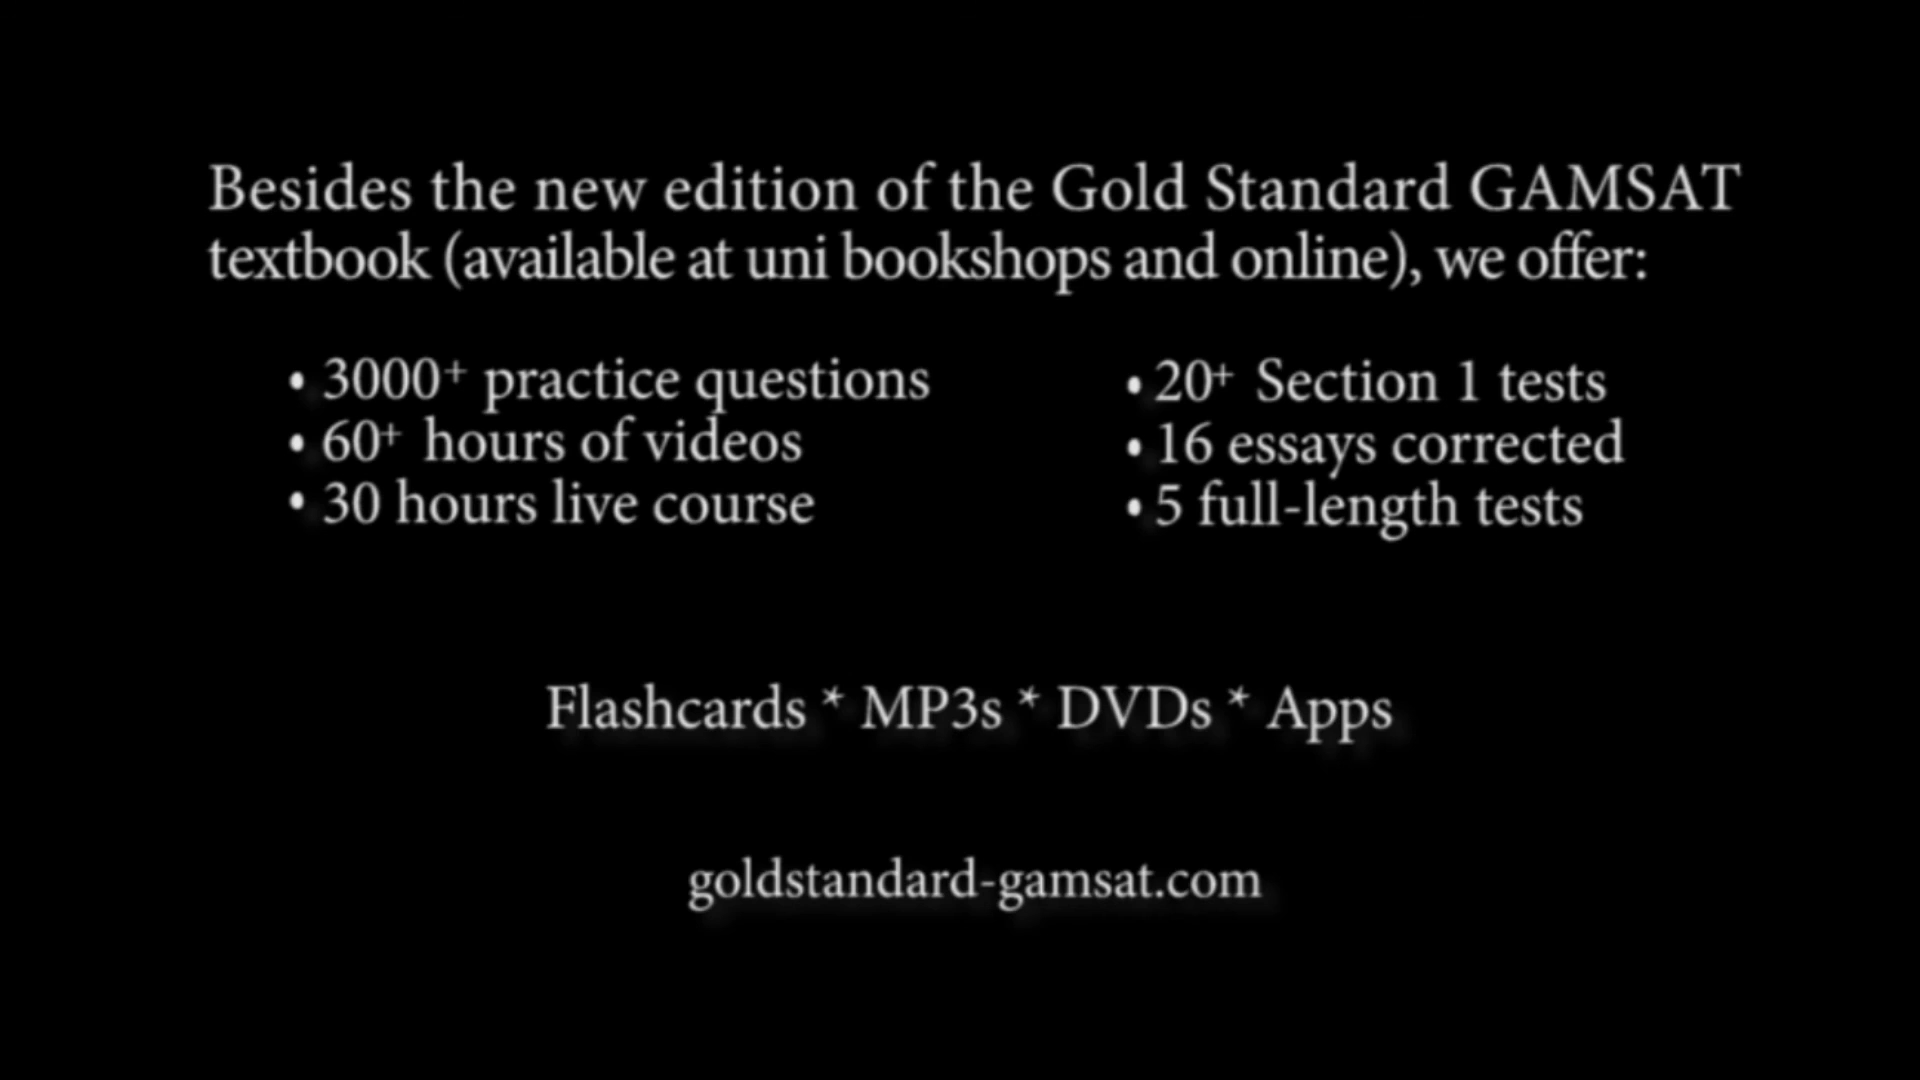 Besides the new edition of the Gold Standard GAMSAT
textbook (available at uni bookshops and online), we offer:
• 3000+ practice questions
• 60+ hours of videos
• 30 hours live course
• 20+ Section 1 tests
• 16 essays corrected
• 5 full-length tests
Flashcards * MP3s * DVDs * Apps
goldstandard-gamsat.com